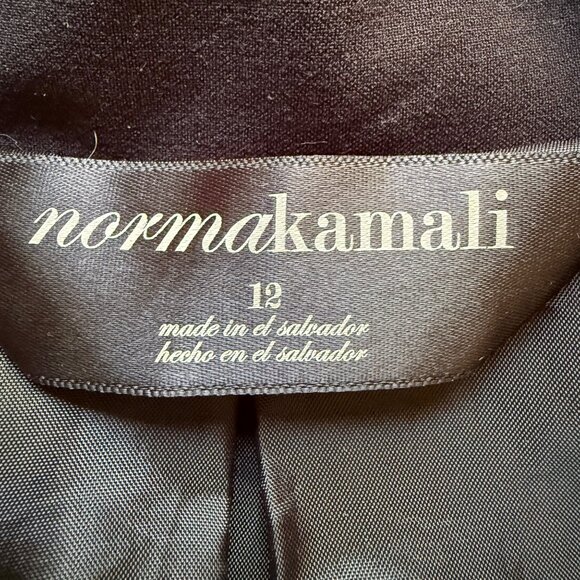 normakamali
12
made in el salvador
hecho en el salvador